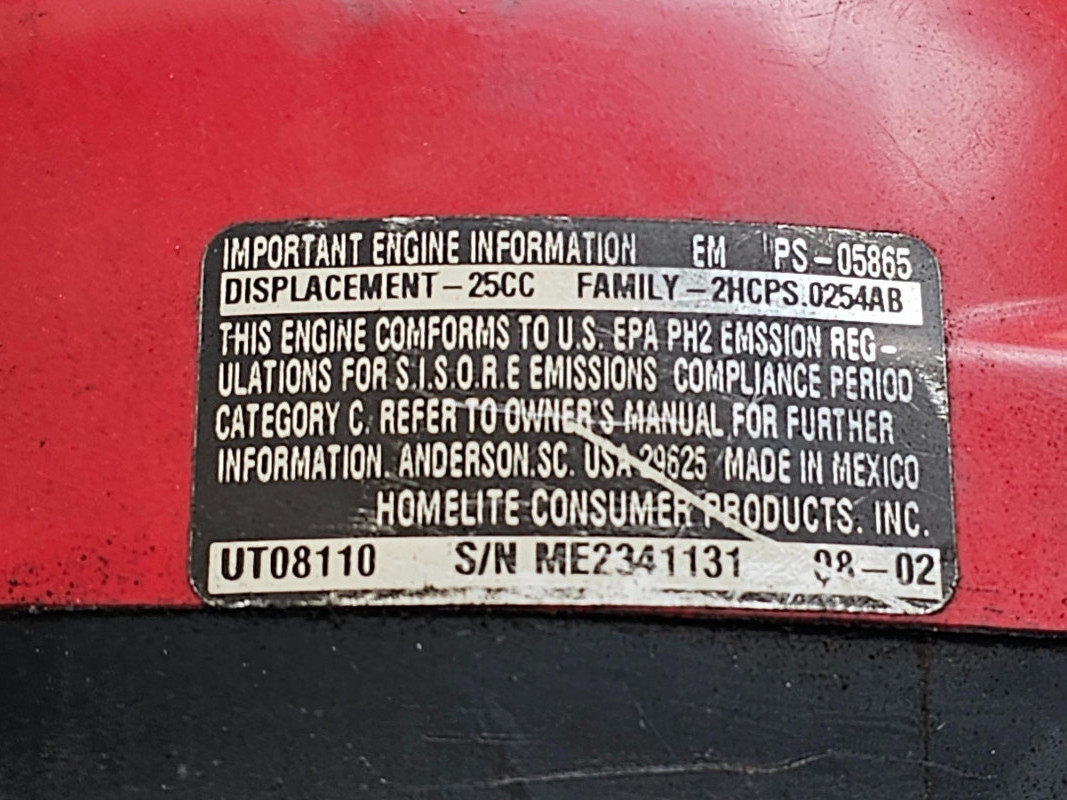 IMPORTANT ENGINE INFORMATION EM PS-05865
DISPLACEMENT-25CC FAMILY-2HCPS.0254AB
THIS ENGINE COMFORMS TO U.S. EPA PH2 EMSSION REG-
ULATIONS FOR S.I.S.O.R.E EMISSIONS COMPLIANCE PERIOD
CATEGORY C. REFER TO OWNER'S MANUAL FOR FURTHER
INFORMATION. ANDERSON.SC. USA 29625 MADE IN MEXICO
HOMELITE CONSUMER PRODUCTS. INC.
UT08110 S/N ME2341131 08-02